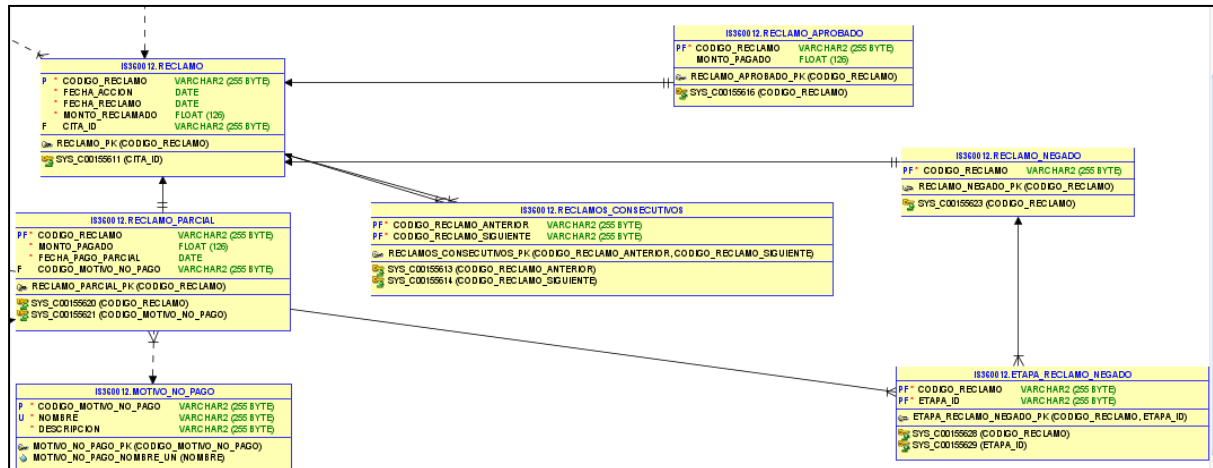 IS360012.RECLAMO
P * CODIGO_RECLAMO VARCHAR2 (255 BYTE)
* FECHA_ACCION DATE
* FECHA_RECLAMO DATE
* MONTO_RECLAMADO FLOAT (126)
F CITA_ID VARCHAR2 (255 BYTE)
RECLAMO_PK (CODIGO_RECLAMO)
SYS_C00155611 (CITA_ID)
IS360012.RECLAMO_APROBADO
PF* CODIGO_RECLAMO VARCHAR2 (255 BYTE)
MONTO_PAGADO FLOAT (126)
RECLAMO_APROBADO_PK (CODIGO_RECLAMO)
SYS_C00155616 (CODIGO_RECLAMO)
IS360012.RECLAMO_NEGADO
PF* CODIGO_RECLAMO VARCHAR2 (255 BYTE)
RECLAMO_NEGADO_PK (CODIGO_RECLAMO)
SYS_C00155623 (CODIGO_RECLAMO)
IS360012.RECLAMO_PARCIAL
PF* CODIGO_RECLAMO VARCHAR2 (255 BYTE)
* MONTO_PAGADO FLOAT (126)
* FECHA_PAGO_PARCIAL DATE
F CODIGO_MOTIVO_NO_PAGO VARCHAR2 (255 BYTE)
RECLAMO_PARCIAL_PK (CODIGO_RECLAMO)
SYS_C00155620 (CODIGO_RECLAMO)
SYS_C00155621 (CODIGO_MOTIVO_NO_PAGO)
IS360012.RECLAMOS_CONSECUTIVOS
PF* CODIGO_RECLAMO_ANTERIOR VARCHAR2 (255 BYTE)
PF* CODIGO_RECLAMO_SIGUIENTE VARCHAR2 (255 BYTE)
RECLAMOS_CONSECUTIVOS_PK (CODIGO_RECLAMO_ANTERIOR, CODIGO_RECLAMO_SIGUIENTE)
SYS_C00155613 (CODIGO_RECLAMO_ANTERIOR)
SYS_C00155614 (CODIGO_RECLAMO_SIGUIENTE)
IS360012.MOTIVO_NO_PAGO
P * CODIGO_MOTIVO_NO_PAGO VARCHAR2 (255 BYTE)
U * NOMBRE VARCHAR2 (255 BYTE)
* DESCRIPCION VARCHAR2 (255 BYTE)
MOTIVO_NO_PAGO_PK (CODIGO_MOTIVO_NO_PAGO)
MOTIVO_NO_PAGO_NOMBRE_UN (NOMBRE)
IS360012.ETAPA_RECLAMO_NEGADO
PF* CODIGO_RECLAMO VARCHAR2 (255 BYTE)
PF* ETAPA_ID VARCHAR2 (255 BYTE)
ETAPA_RECLAMO_NEGADO_PK (CODIGO_RECLAMO, ETAPA_ID)
SYS_C00155628 (CODIGO_RECLAMO)
SYS_C00155629 (ETAPA_ID)